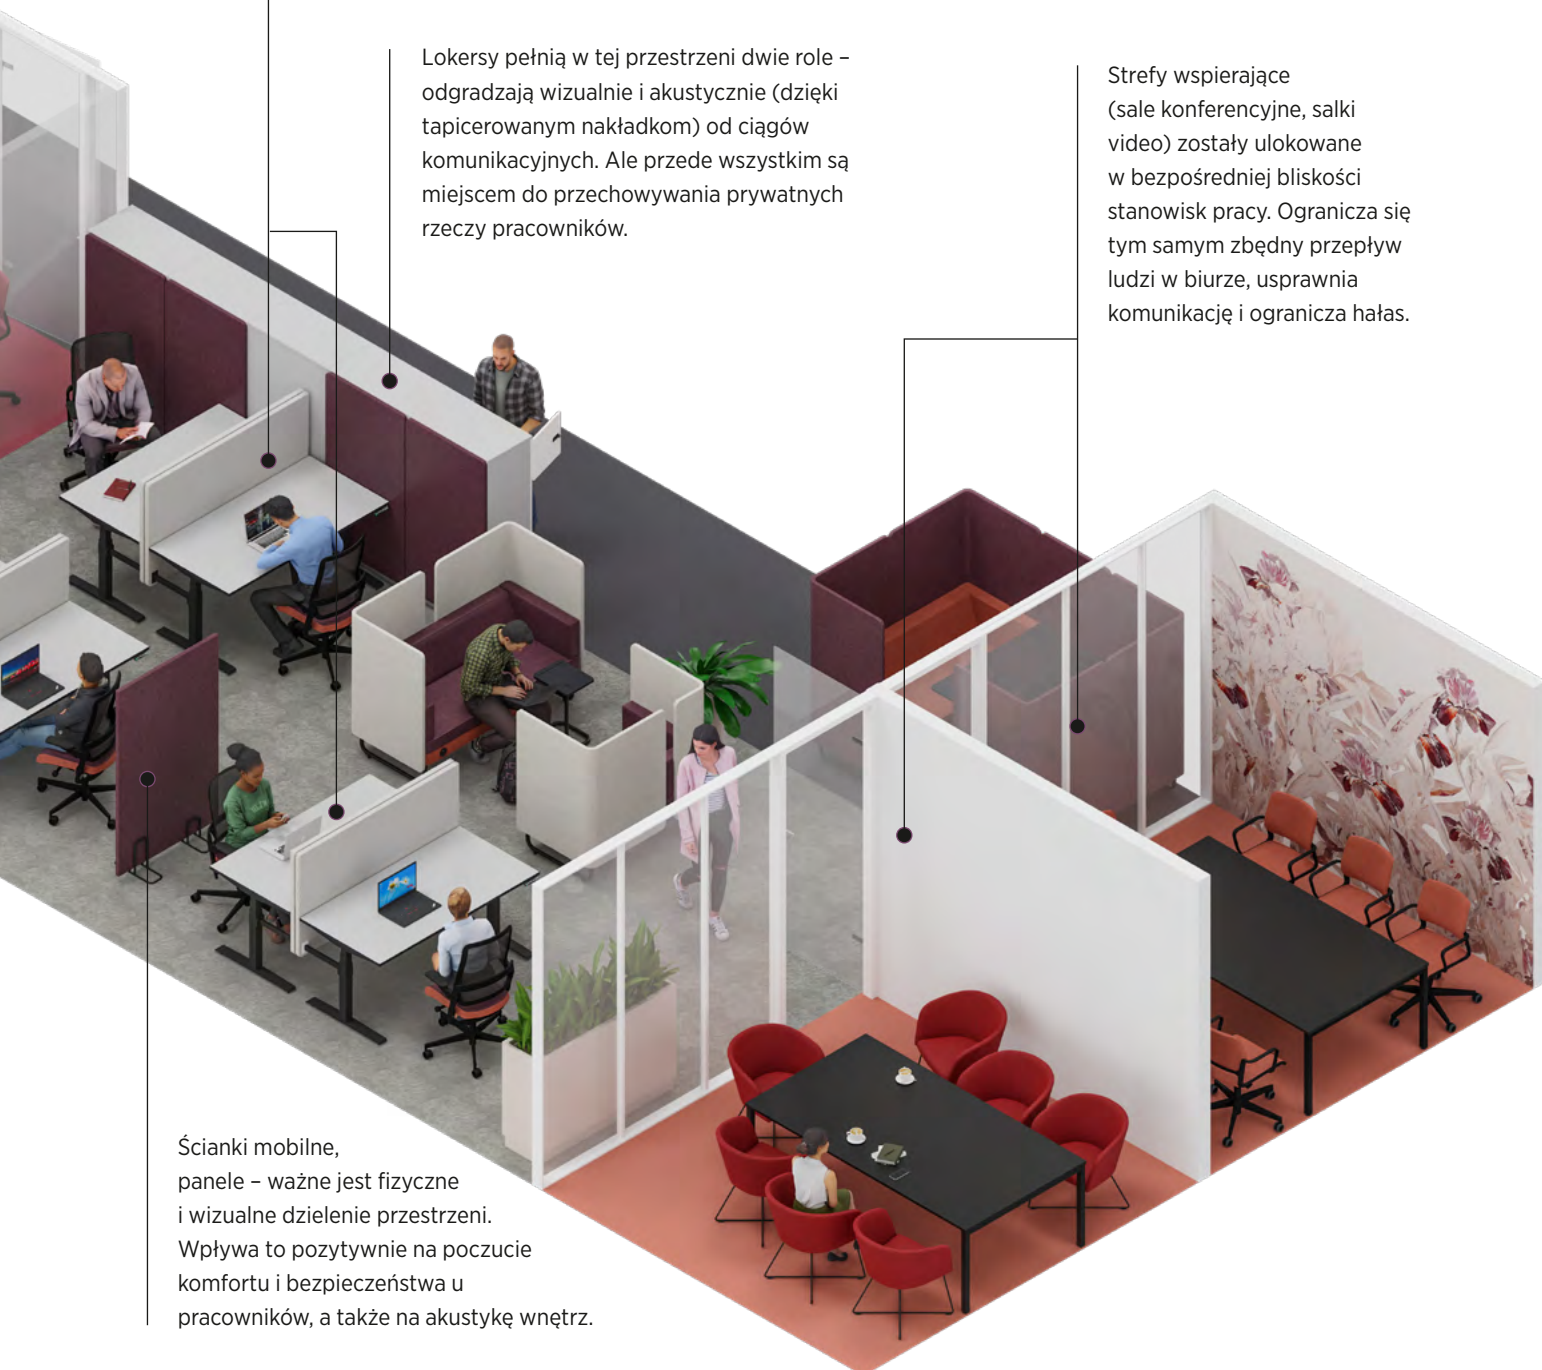 Lokersy pełnią w tej przestrzeni dwie role –
odgradzają wizualnie i akustycznie (dzięki
tapicerowanym nakładkom) od ciągów
komunikacyjnych. Ale przede wszystkim są
miejscem do przechowywania prywatnych
rzeczy pracowników.
Strefy wspierające
(sale konferencyjne, salki
video) zostały ulokowane
w bezpośredniej bliskości
stanowisk pracy. Ogranicza się
tym samym zbędny przepływ
ludzi w biurze, usprawnia
komunikację i ogranicza hałas.
Ścianki mobilne,
panele – ważne jest fizyczne
i wizualne dzielenie przestrzeni.
Wpływa to pozytywnie na poczucie
komfortu i bezpieczeństwa u
pracowników, a także na akustykę wnętrz.